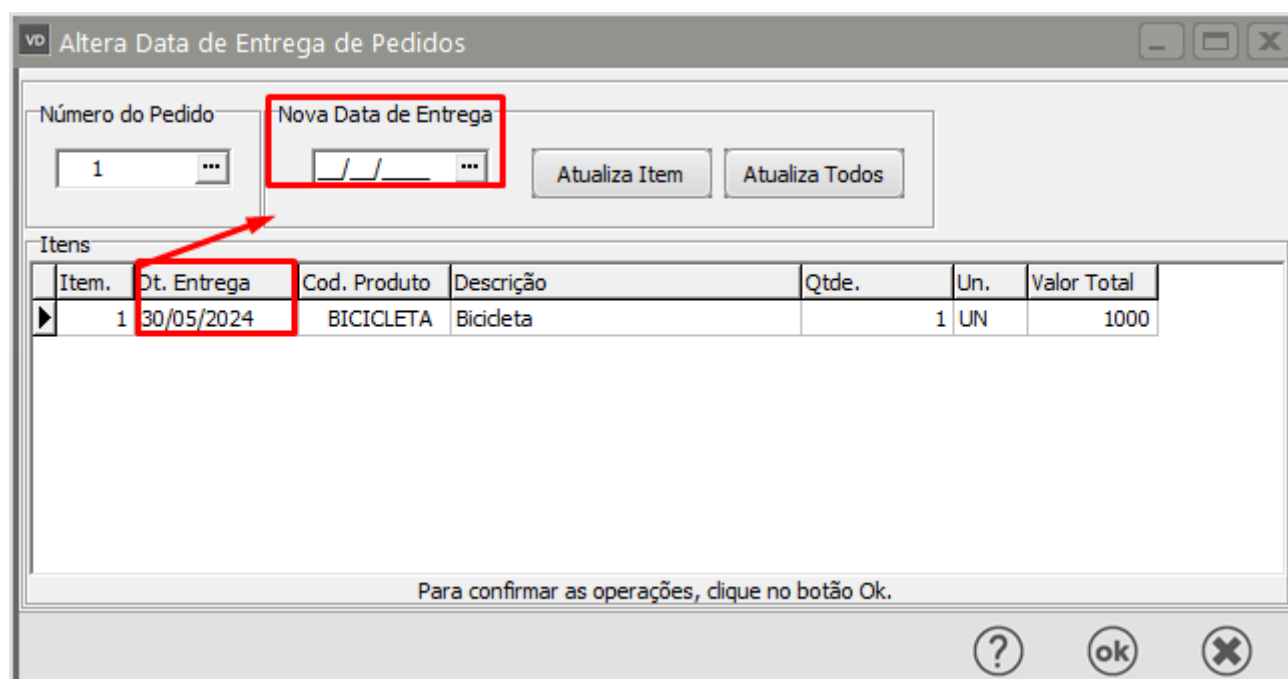 VD Altera Data de Entrega de Pedidos
Número do Pedido Nova Data de Entrega
1 ... __/__/____ ... Atualiza Item Atualiza Todos
Itens
Item. Dt. Entrega Cod. Produto Descrição Qtde. Un. Valor Total
1 30/05/2024 BICICLETA Bicicleta 1 UN 1000
Para confirmar as operações, clique no botão Ok.
? ok